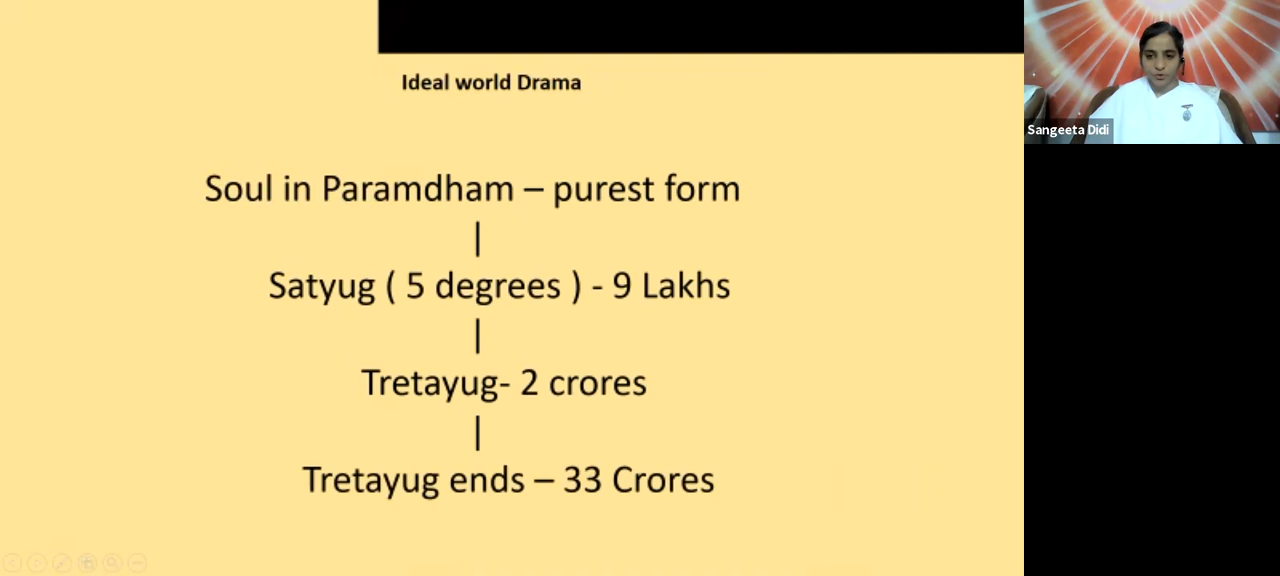 Ideal world Drama
Sangeeta Didi
Soul in Paramdham – purest form
|
Satyug ( 5 degrees ) - 9 Lakhs
|
Tretayug- 2 crores
|
Tretayug ends – 33 Crores